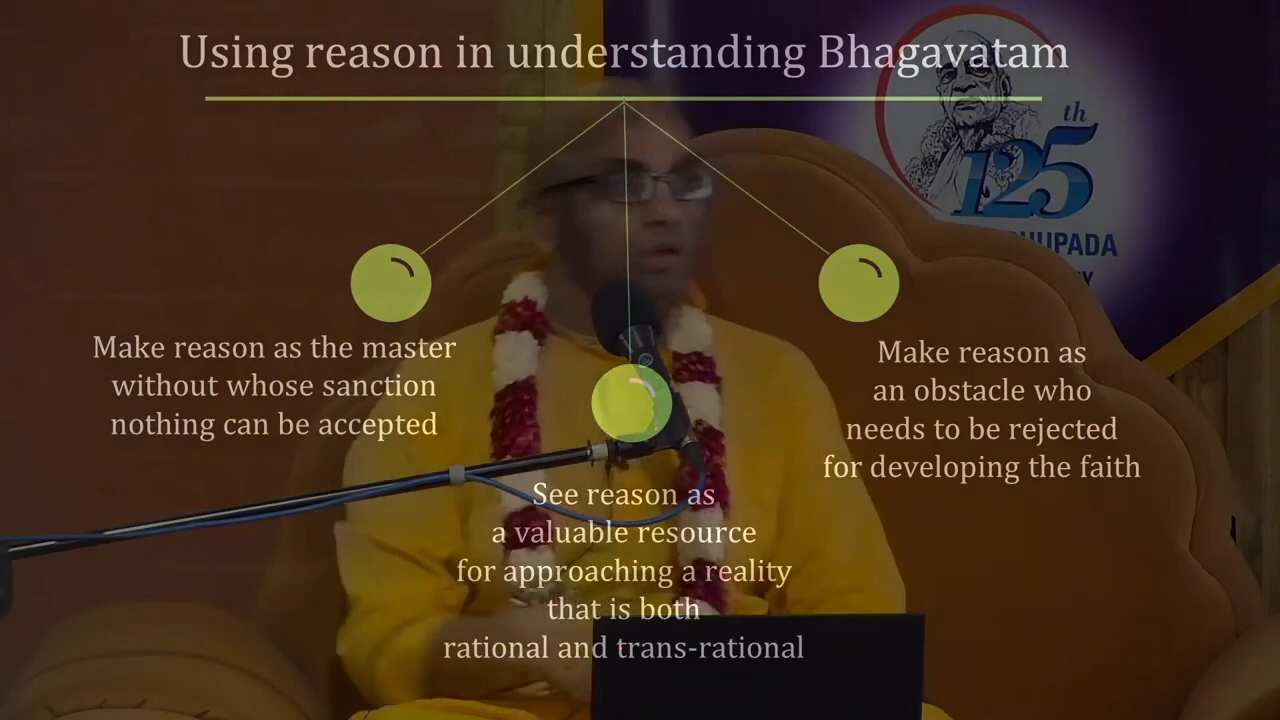 Using reason in understanding Bhagavatam
th
125
Make reason as the master
without whose sanction
nothing can be accepted
Make reason as
an obstacle who
needs to be rejected
for developing the faith
See reason as
a valuable resource
for approaching a reality
that is both
rational and trans-rational